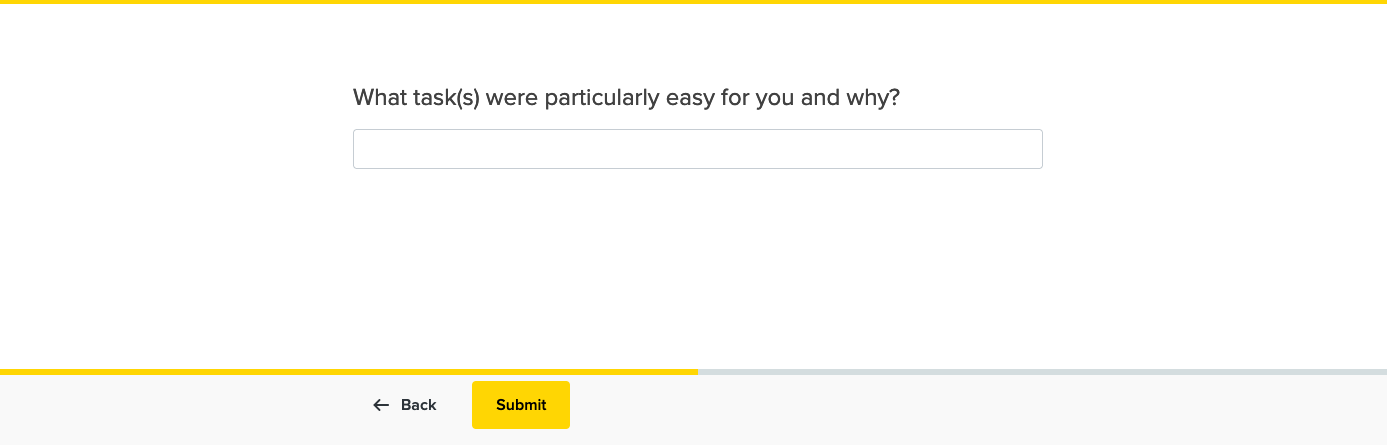 What task(s) were particularly easy for you and why?
Back
Submit